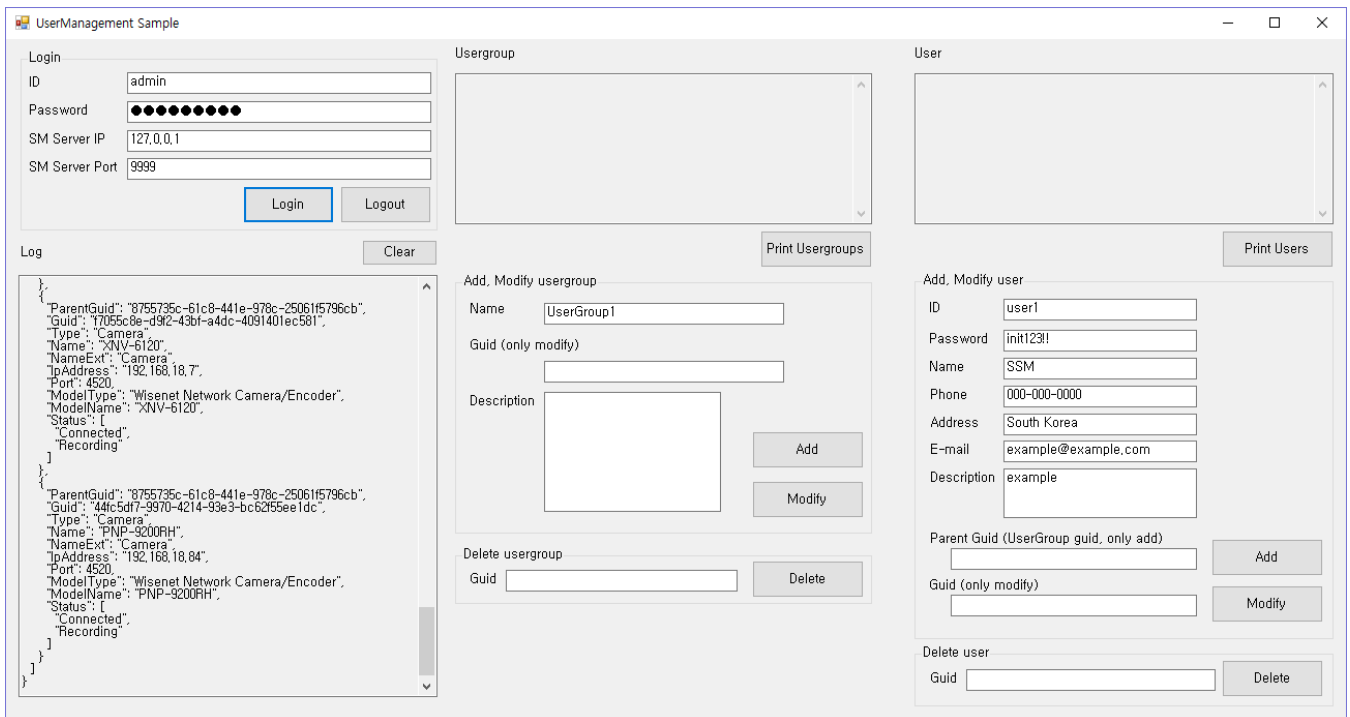 UserManagement Sample
Login
ID
admin
Password
●●●●●●●●●
SM Server IP
127.0.0.1
SM Server Port
9999
Login
Logout
Log
Clear
},
{
"ParentGuid": "8755735c-61c8-441e-978c-25061f5796cb",
"Guid": "f7055c8e-d9f2-43bf-a4dc-4091401ec581",
"Type": "Camera",
"Name": "XNV-6120",
"NameExt": "Camera",
"IpAddress": "192.168.18.7",
"Port": 4520,
"ModelType": "Wisenet Network Camera/Encoder",
"ModelName": "XNV-6120",
"Status": [
"Connected",
"Recording"
]
},
{
"ParentGuid": "8755735c-61c8-441e-978c-25061f5796cb",
"Guid": "44fc5df7-9970-4214-93e3-bc62f55ee1dc",
"Type": "Camera",
"Name": "PNP-9200RH",
"NameExt": "Camera",
"IpAddress": "192.168.18.84",
"Port": 4520,
"ModelType": "Wisenet Network Camera/Encoder",
"ModelName": "PNP-9200RH",
"Status": [
"Connected",
"Recording"
]
}
]
}
Usergroup
Print Usergroups
Add, Modify usergroup
Name
UserGroup1
Guid (only modify)
Description
Add
Modify
Delete usergroup
Guid
Delete
User
Print Users
Add, Modify user
ID
user1
Password
init123!!
Name
SSM
Phone
000-000-0000
Address
South Korea
E-mail
example@example.com
Description
example
Parent Guid (UserGroup guid, only add)
Add
Guid (only modify)
Modify
Delete user
Guid
Delete